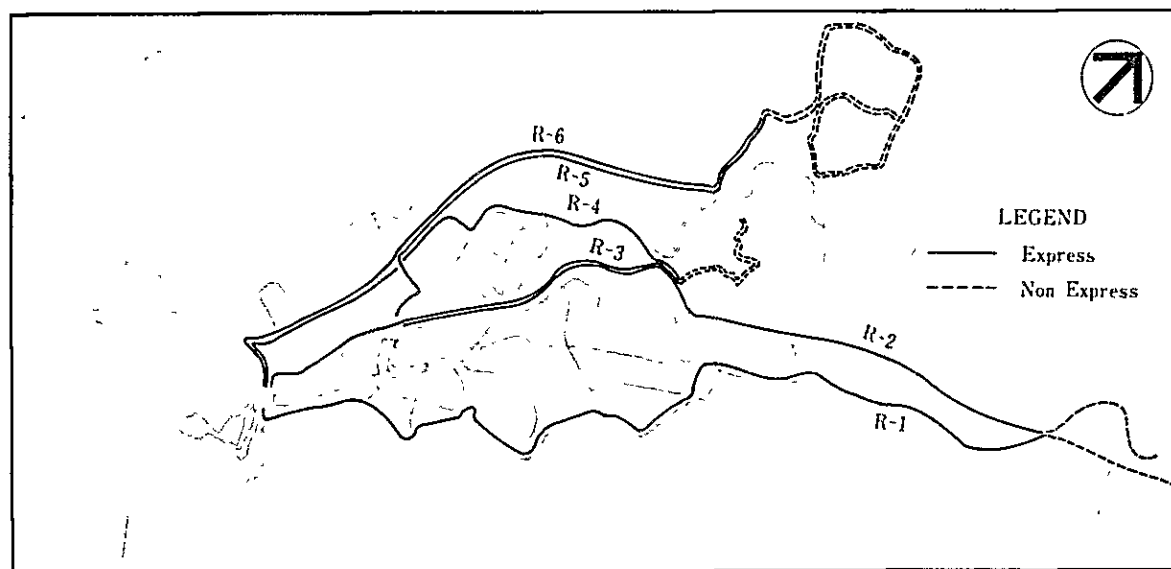 R-6
R-5
R-4
R-3
LEGEND
Express
Non Express
R-2
R-1